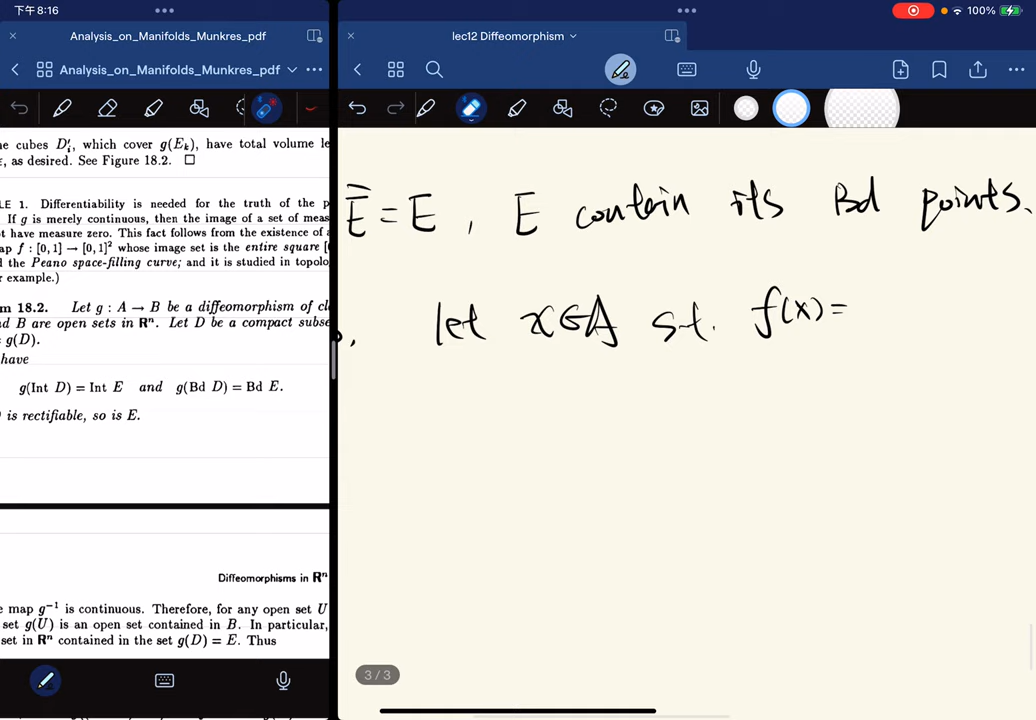 下午8:16
100%
Analysis_on_Manifolds_Munkres_pdf
lec12 Diffeomorphism
Analysis_on_Manifolds_Munkres_pdf
ne cubes D′ᵢ, which cover g(Eₖ), have total volume le
, as desired. See Figure 18.2. □
LE 1. Differentiability is needed for the truth of the p
If g is merely continuous, then the image of a set of meas
t have measure zero. This fact follows from the existence of a
ap f : [0,1] → [0,1]² whose image set is the entire square [
d the Peano space-filling curve; and it is studied in topolo
r example.)
m 18.2. Let g : A → B be a diffeomorphism of cl
d B are open sets in Rⁿ. Let D be a compact subse
g(D).
have
g(Int D) = Int E and g(Bd D) = Bd E.
is rectifiable, so is E.
Diffeomorphisms in Rⁿ
e map g⁻¹ is continuous. Therefore, for any open set U
set g(U) is an open set contained in B. In particular,
set in Rⁿ contained in the set g(D) = E. Thus
E̅ = E , E contain its Bd points.
let x∈A s.t. f(x)=
3/3